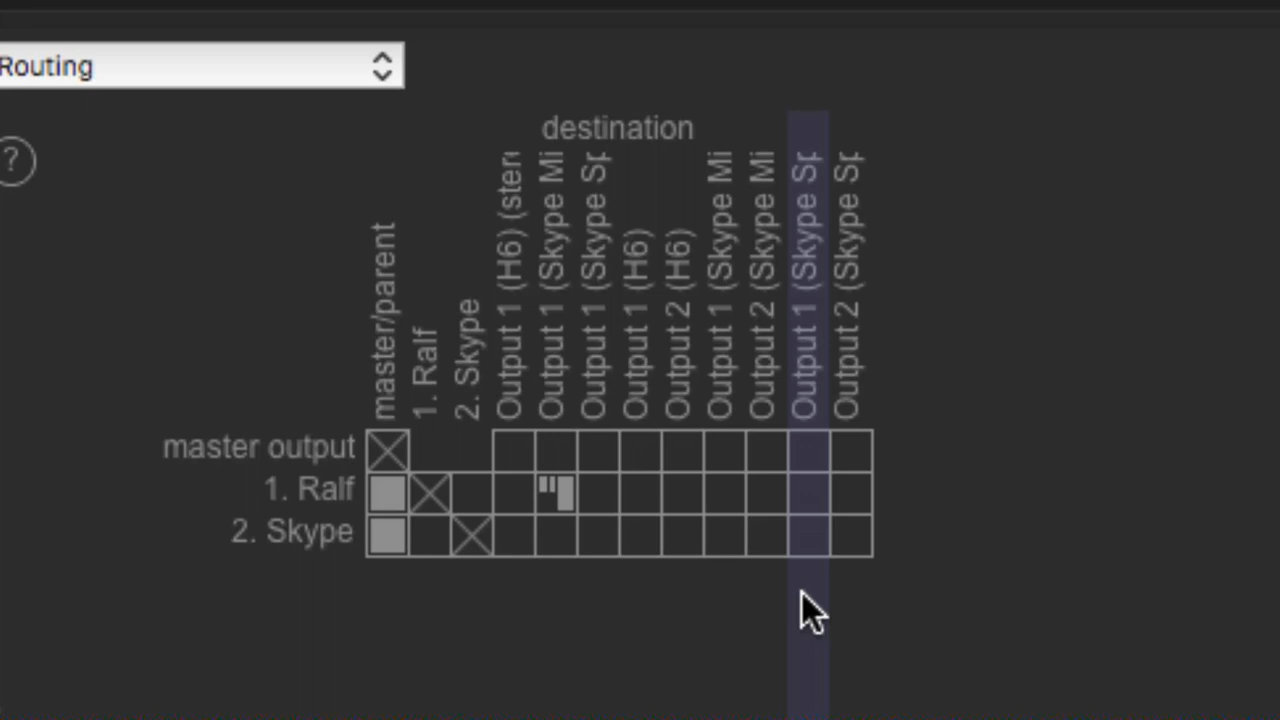 Routing
?
destination
master/parent
1. Ralf
2. Skype
Output 1 (H6) (ster
Output 1 (Skype Mi
Output 1 (Skype Sp
Output 1 (H6)
Output 2 (H6)
Output 1 (Skype Mi
Output 2 (Skype Mi
Output 1 (Skype Sp
Output 2 (Skype Sp
master output
1. Ralf
2. Skype